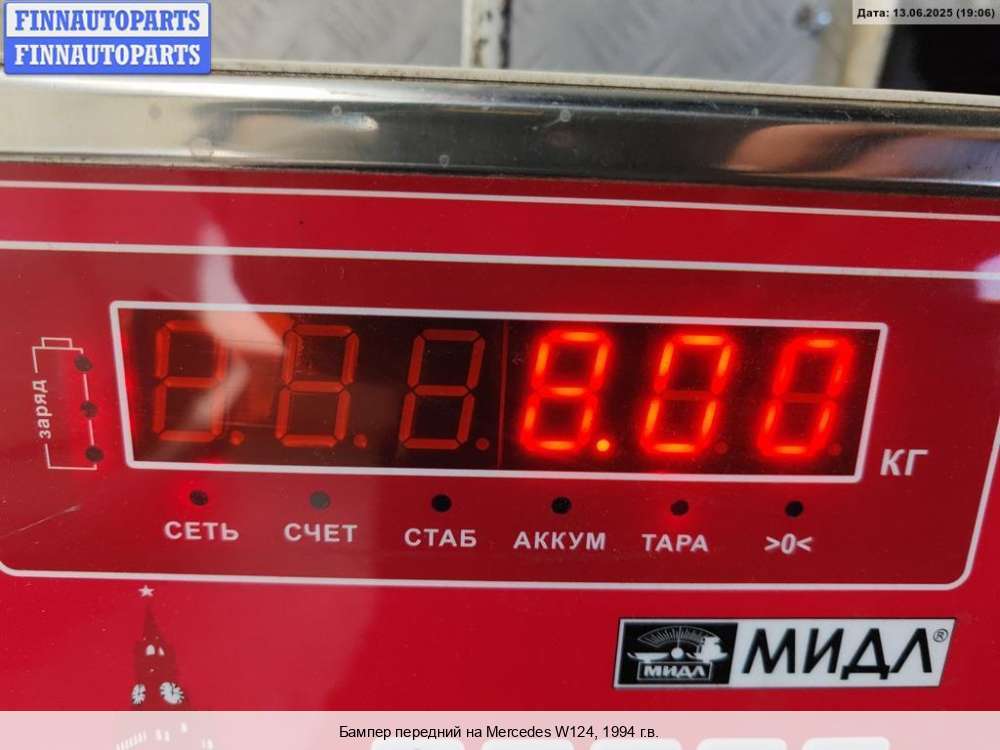 FINNAUTOPARTS
FINNAUTOPARTS
Дата: 13.06.2025 (19:06)
заряд
8.00
КГ
СЕТЬ СЧЕТ СТАБ АККУМ ТАРА >0<
МИДЛ МИДЛ®
Бампер передний на Mercedes W124, 1994 г.в.